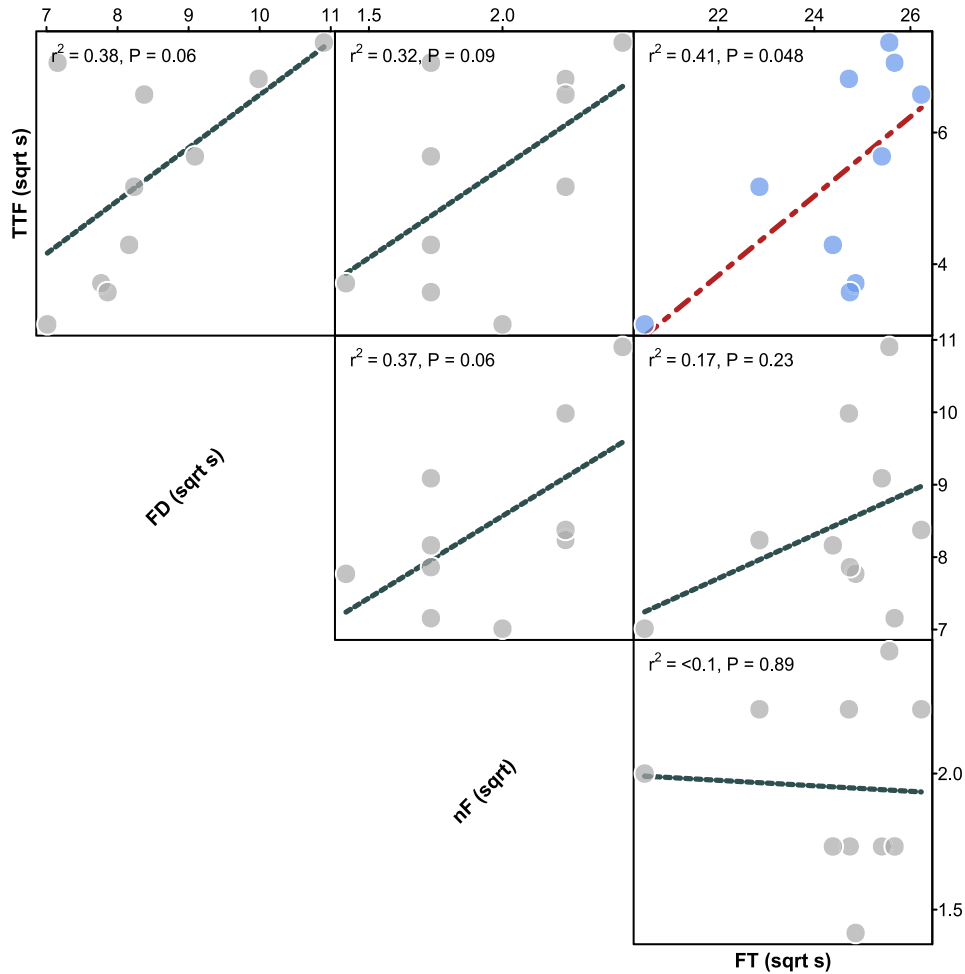 7 8 9 10 11 1.5 2.0 22 24 26
r² = 0.38, P = 0.06
r² = 0.32, P = 0.09
r² = 0.41, P = 0.048
TTF (sqrt s)
6
4
r² = 0.37, P = 0.06
r² = 0.17, P = 0.23
11
10
9
8
7
FD (sqrt s)
r² = <0.1, P = 0.89
2.0
1.5
nF (sqrt)
FT (sqrt s)